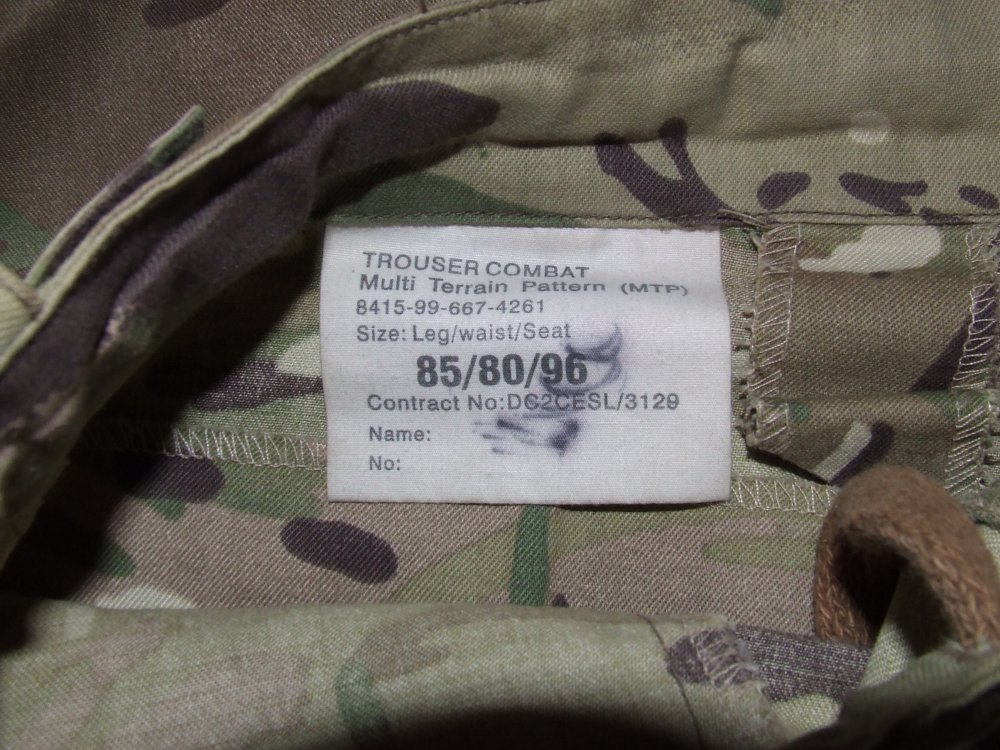 TROUSER COMBAT
Multi Terrain Pattern (MTP)
8415-99-667-4261
Size: Leg/waist/Seat
85/80/96
Contract No:DC2CESL/3129
Name:
No: